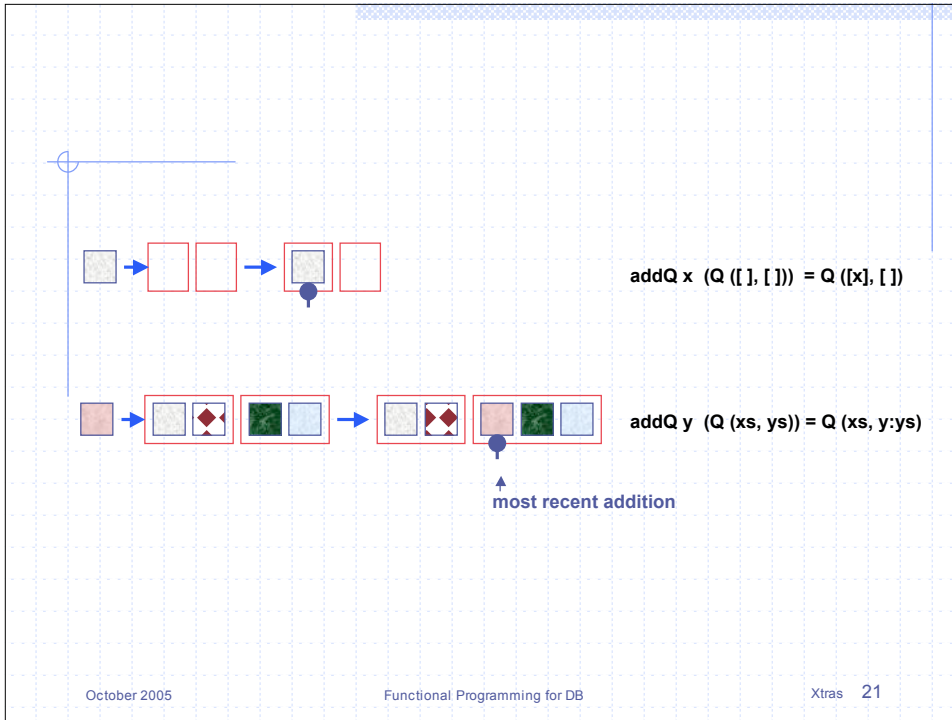 addQ x (Q ([ ], [ ])) = Q ([x], [ ])
addQ y (Q (xs, ys)) = Q (xs, y:ys)
most recent addition
October 2005
Functional Programming for DB
Xtras 21